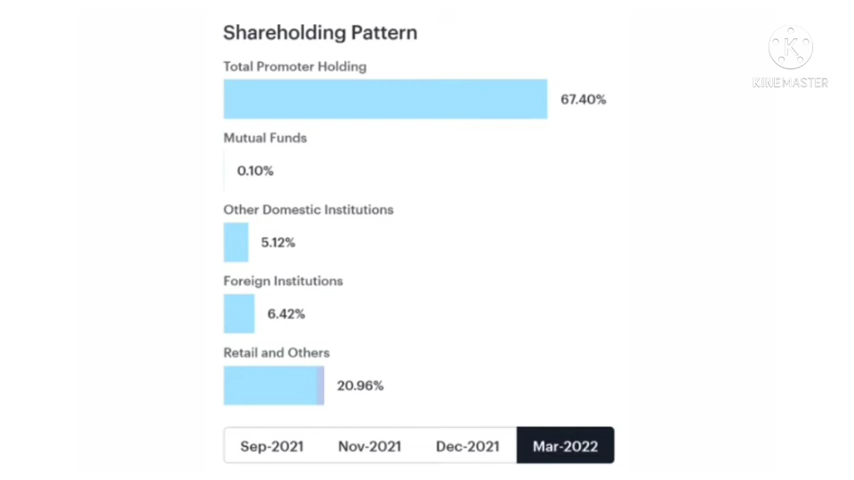 Shareholding Pattern
Total Promoter Holding
67.40%
Mutual Funds
0.10%
Other Domestic Institutions
5.12%
Foreign Institutions
6.42%
Retail and Others
20.96%
Sep-2021 Nov-2021 Dec-2021 Mar-2022
K
KINEMASTER